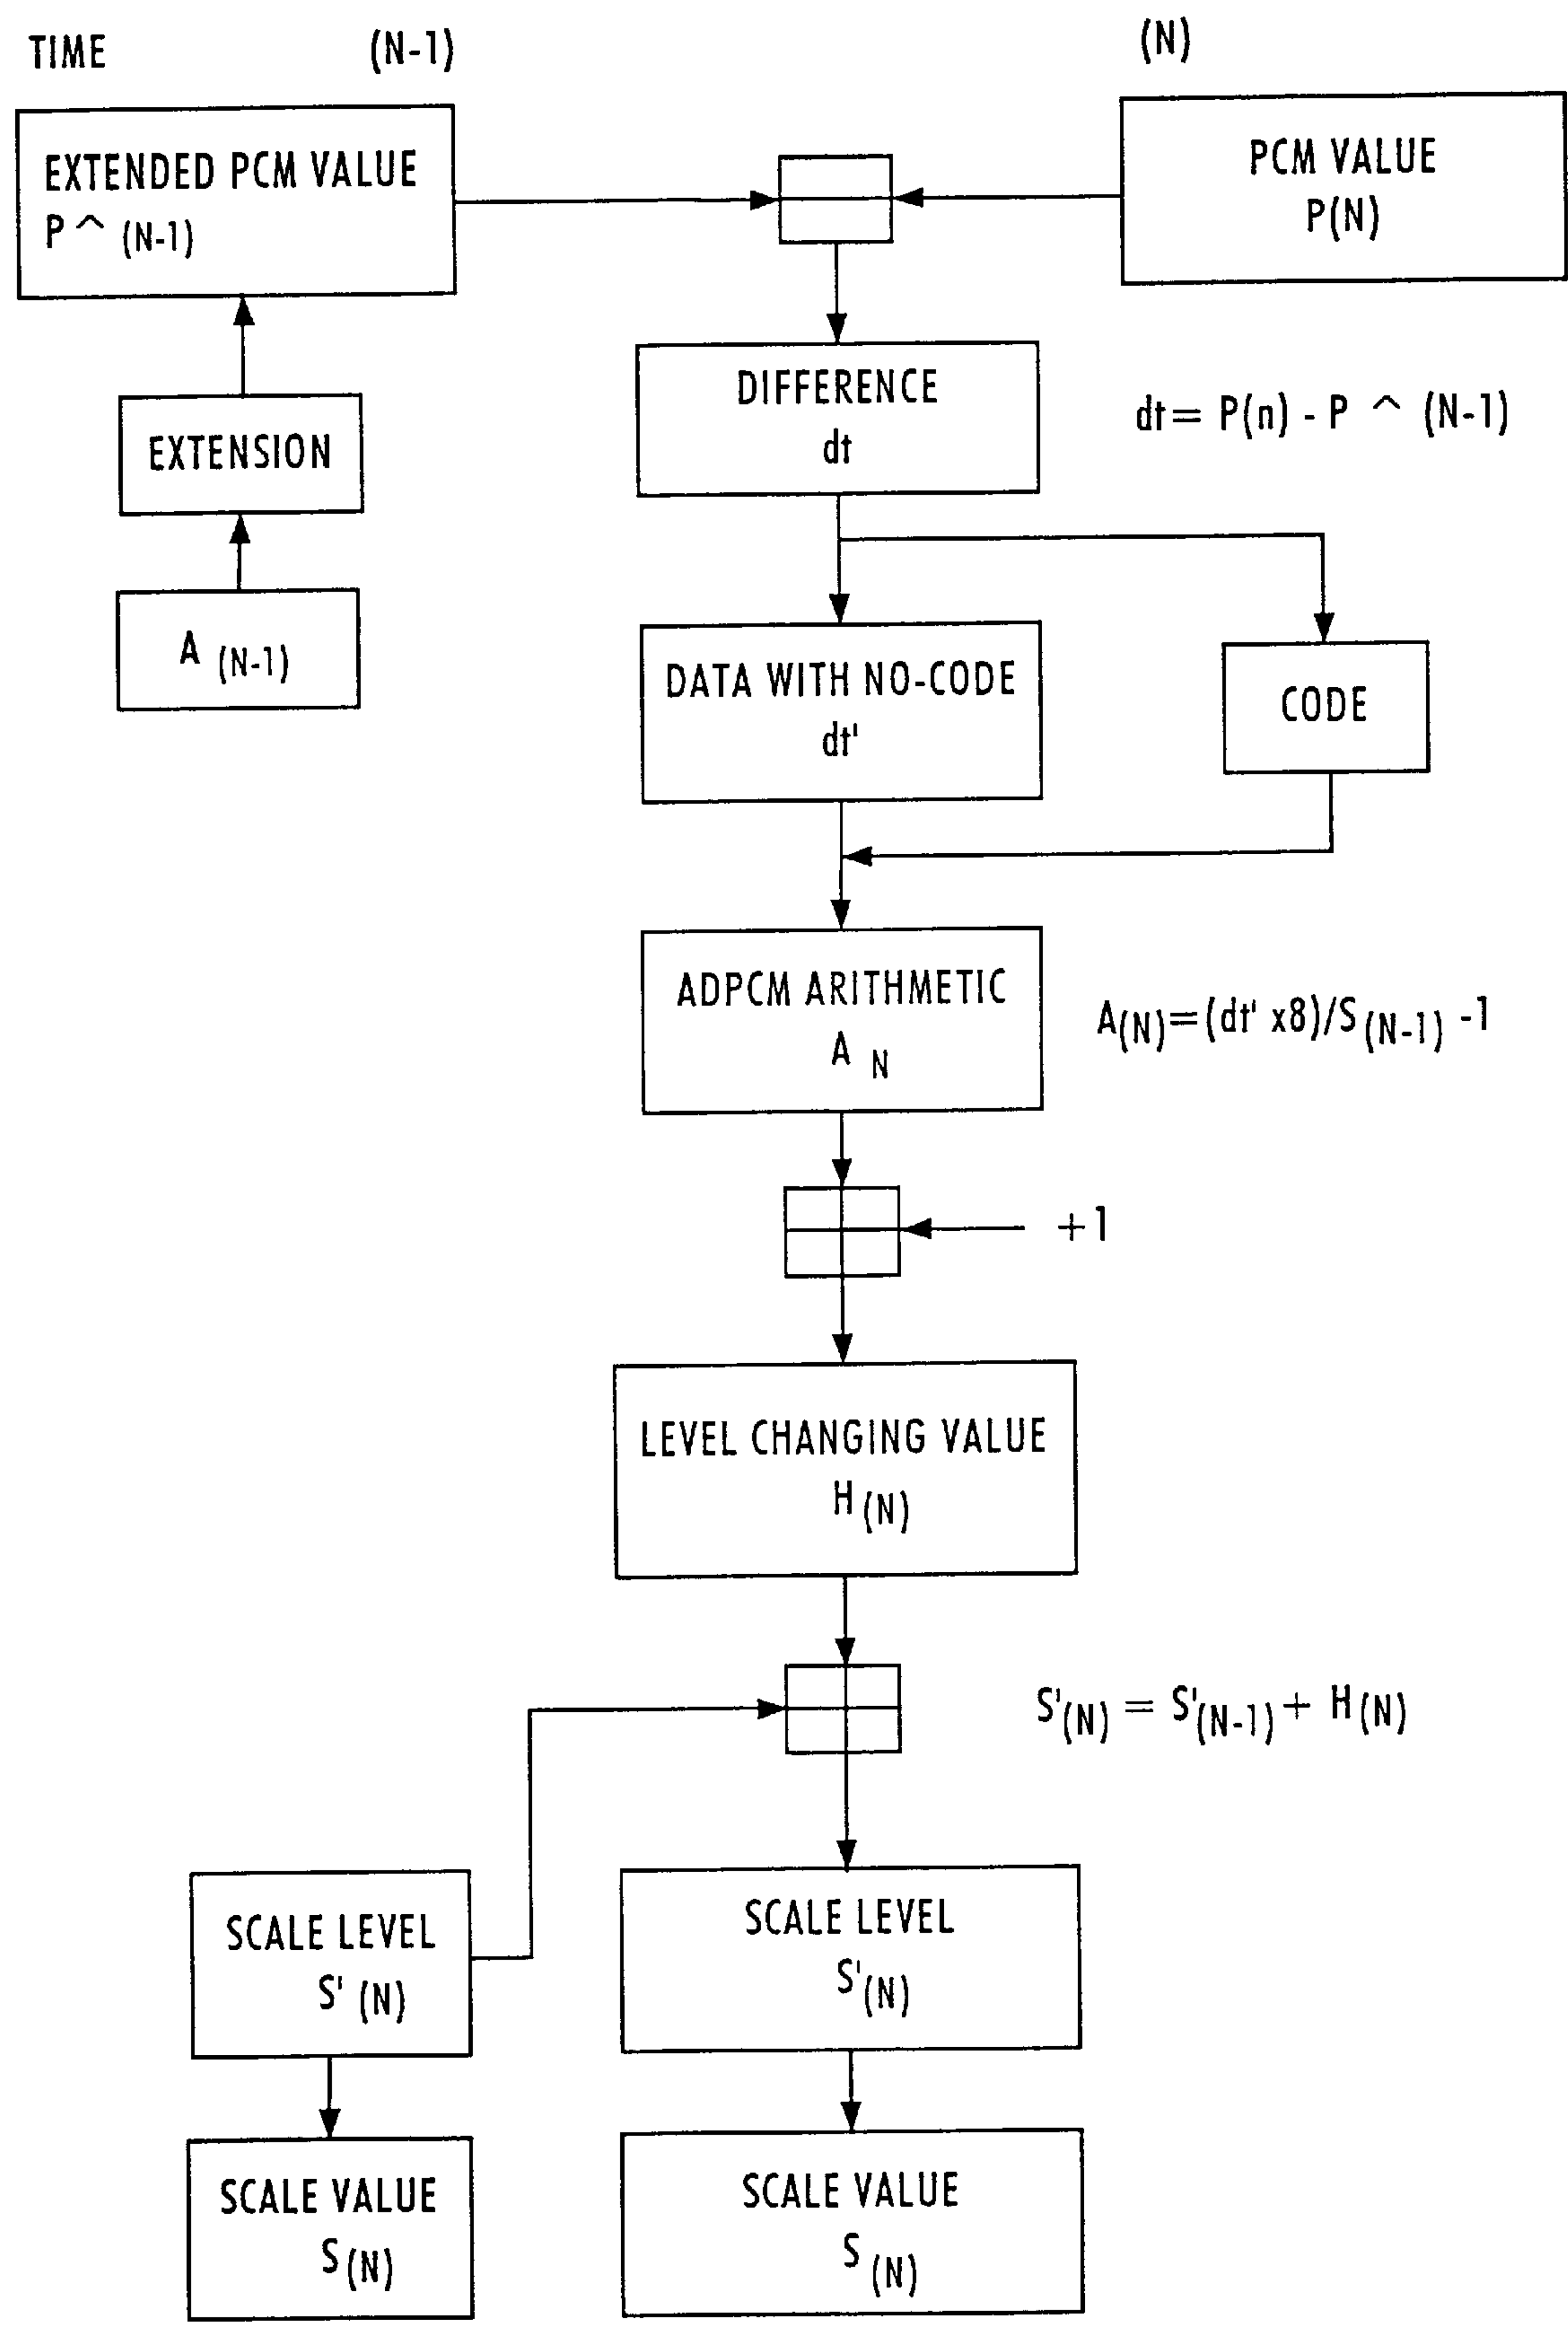 TIME (N-1) (N)
EXTENDED PCM VALUE
P ^ (N-1)
PCM VALUE
P(N)
DIFFERENCE
dt
dt= P(n) - P ^ (N-1)
EXTENSION
A (N-1)
DATA WITH NO-CODE
dt'
CODE
ADPCM ARITHMETIC
A N
A(N)=(dt' x8)/S(N-1) -1
+1
LEVEL CHANGING VALUE
H(N)
S'(N) = S'(N-1)+ H(N)
SCALE LEVEL
S' (N)
SCALE LEVEL
S'(N)
SCALE VALUE
S(N)
SCALE VALUE
S (N)